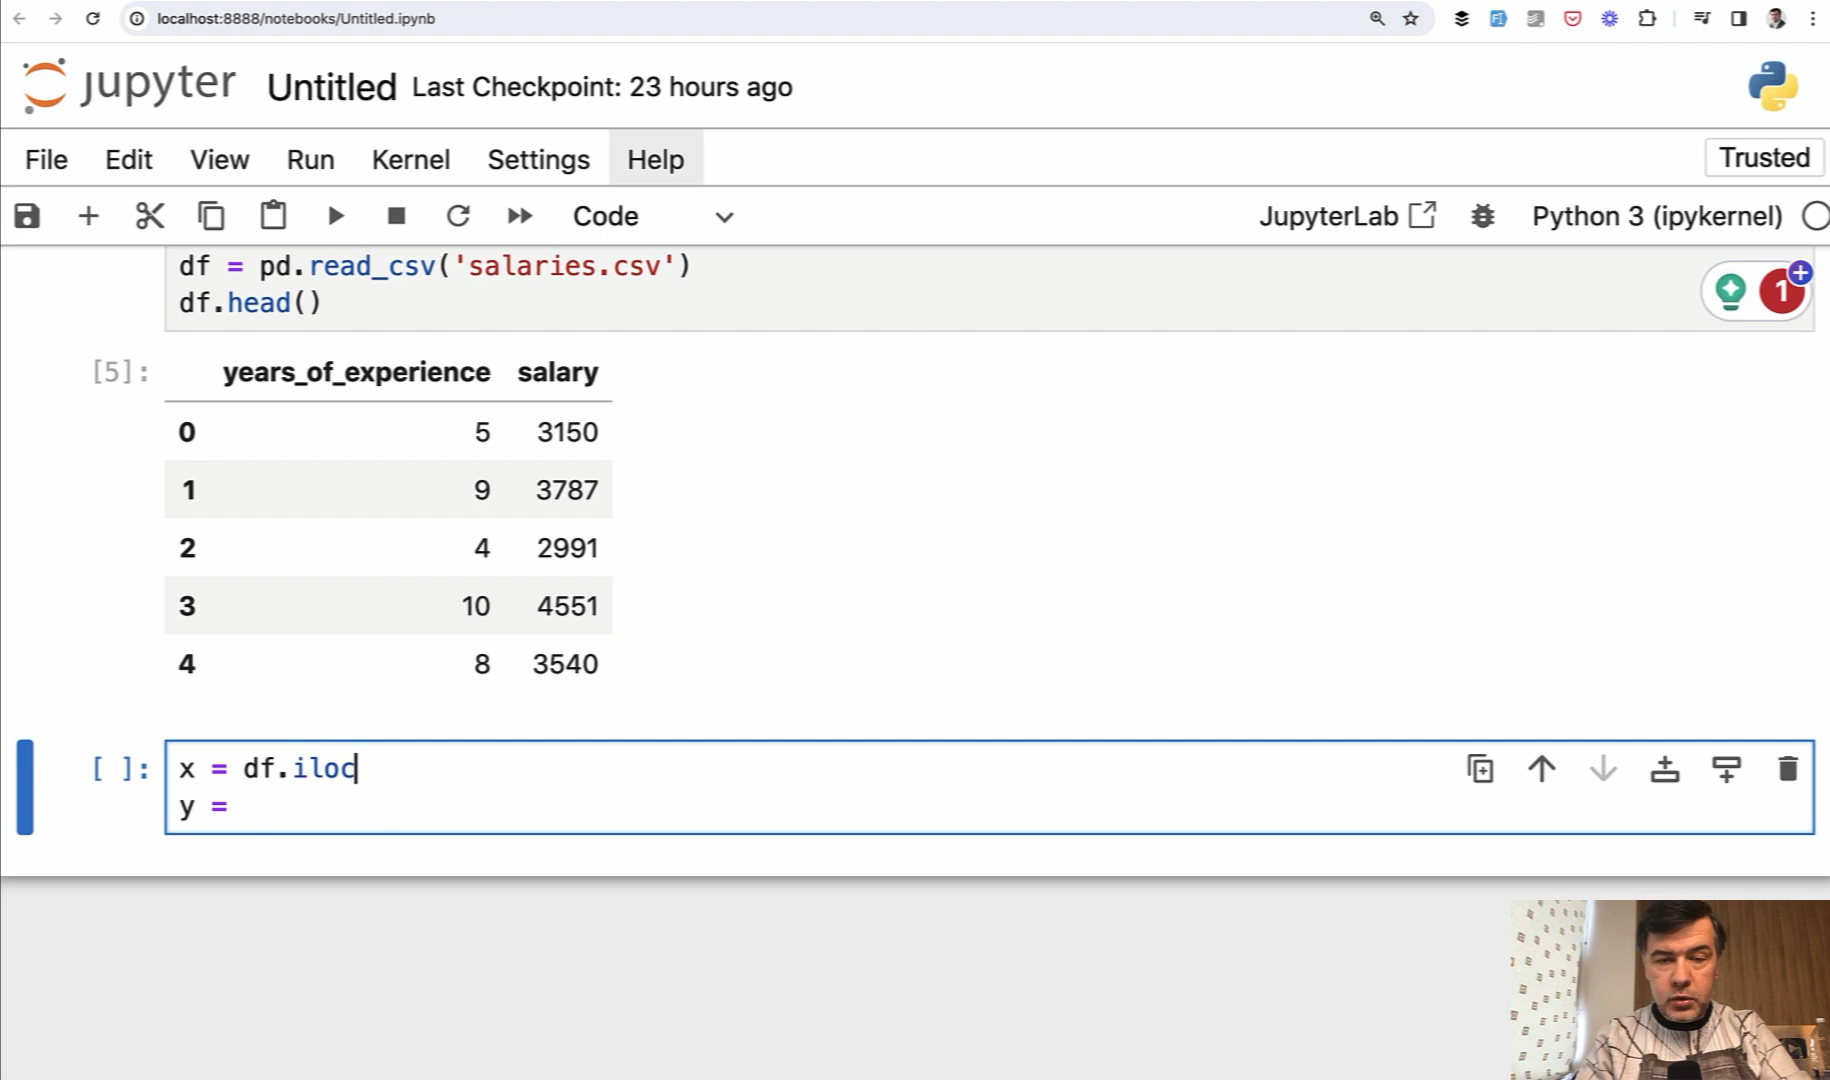 localhost:8888/notebooks/Untitled.ipynb
jupyter Untitled Last Checkpoint: 23 hours ago
File Edit View Run Kernel Settings Help Trusted
Code JupyterLab Python 3 (ipykernel)
df = pd.read_csv('salaries.csv')
df.head()
1
[5]: years_of_experience salary
0 5 3150
1 9 3787
2 4 2991
3 10 4551
4 8 3540
[ ]: x = df.iloc
y =